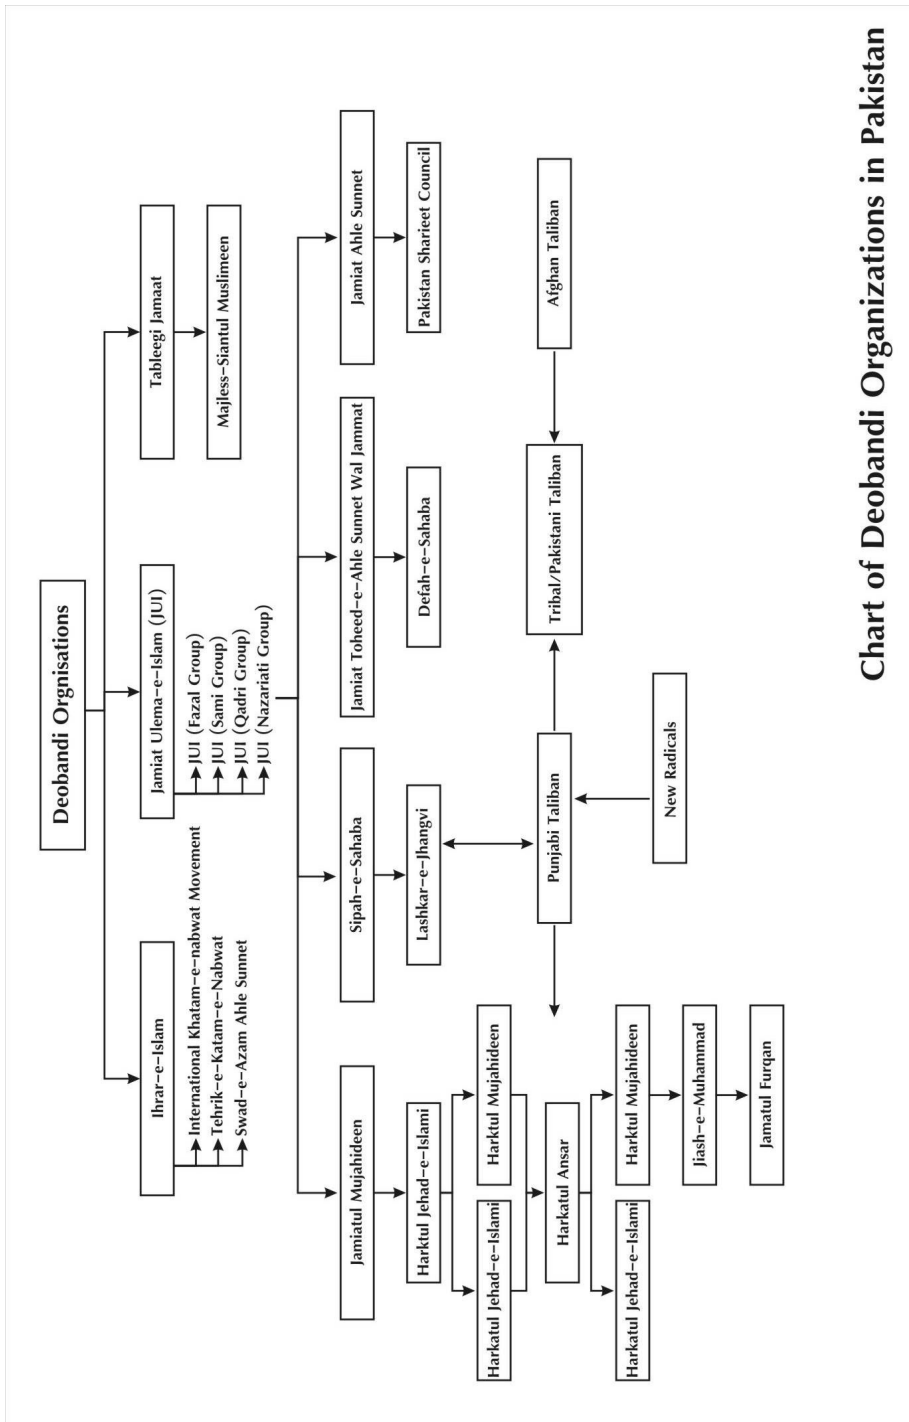 Chart of Deobandi Organizations in Pakistan
Deobandi Orgnisations
Ihrar-e-Islam
International Khatam-e-nabwat Movement
Tehrik-e-Katam-e-Nabwat
Swad-e-Azam Ahle Sunnet
Jamiat Ulema-e-Islam (JUI)
JUI (Fazal Group)
JUI (Sami Group)
JUI (Qadri Group)
JUI (Nazariati Group)
Tableegi Jamaat
Majless-Siantul Muslimeen
Jamiatul Mujahideen
Sipah-e-Sahaba
Jamiat Toheed-e-Ahle Sunnet Wal Jammat
Jamiat Ahle Sunnet
Harktul Jehad-e-Islami
Lashkar-e-Jhangvi
Defah-e-Sahaba
Pakistan Sharieet Council
Harkatul Jehad-e-Islami
Harktul Mujahideen
Harkatul Ansar
Punjabi Taliban
Tribal/Pakistani Taliban
Afghan Taliban
Harkatul Jehad-e-Islami
Harktul Mujahideen
New Radicals
Jiash-e-Muhammad
Jamatul Furqan